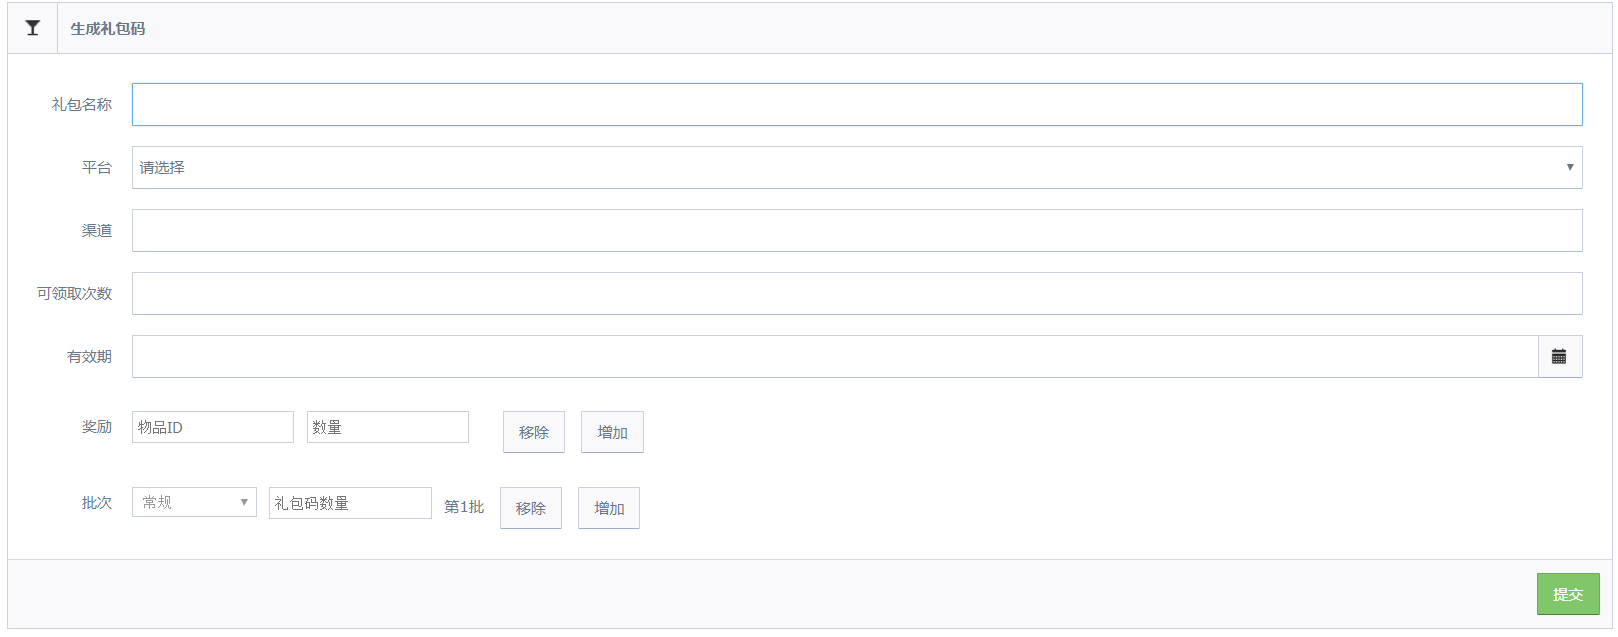 生成礼包码
礼包名称
平台 请选择
渠道
可领取次数
有效期
奖励 物品ID 数量 移除 增加
批次 常规 礼包码数量 第1批 移除 增加
提交